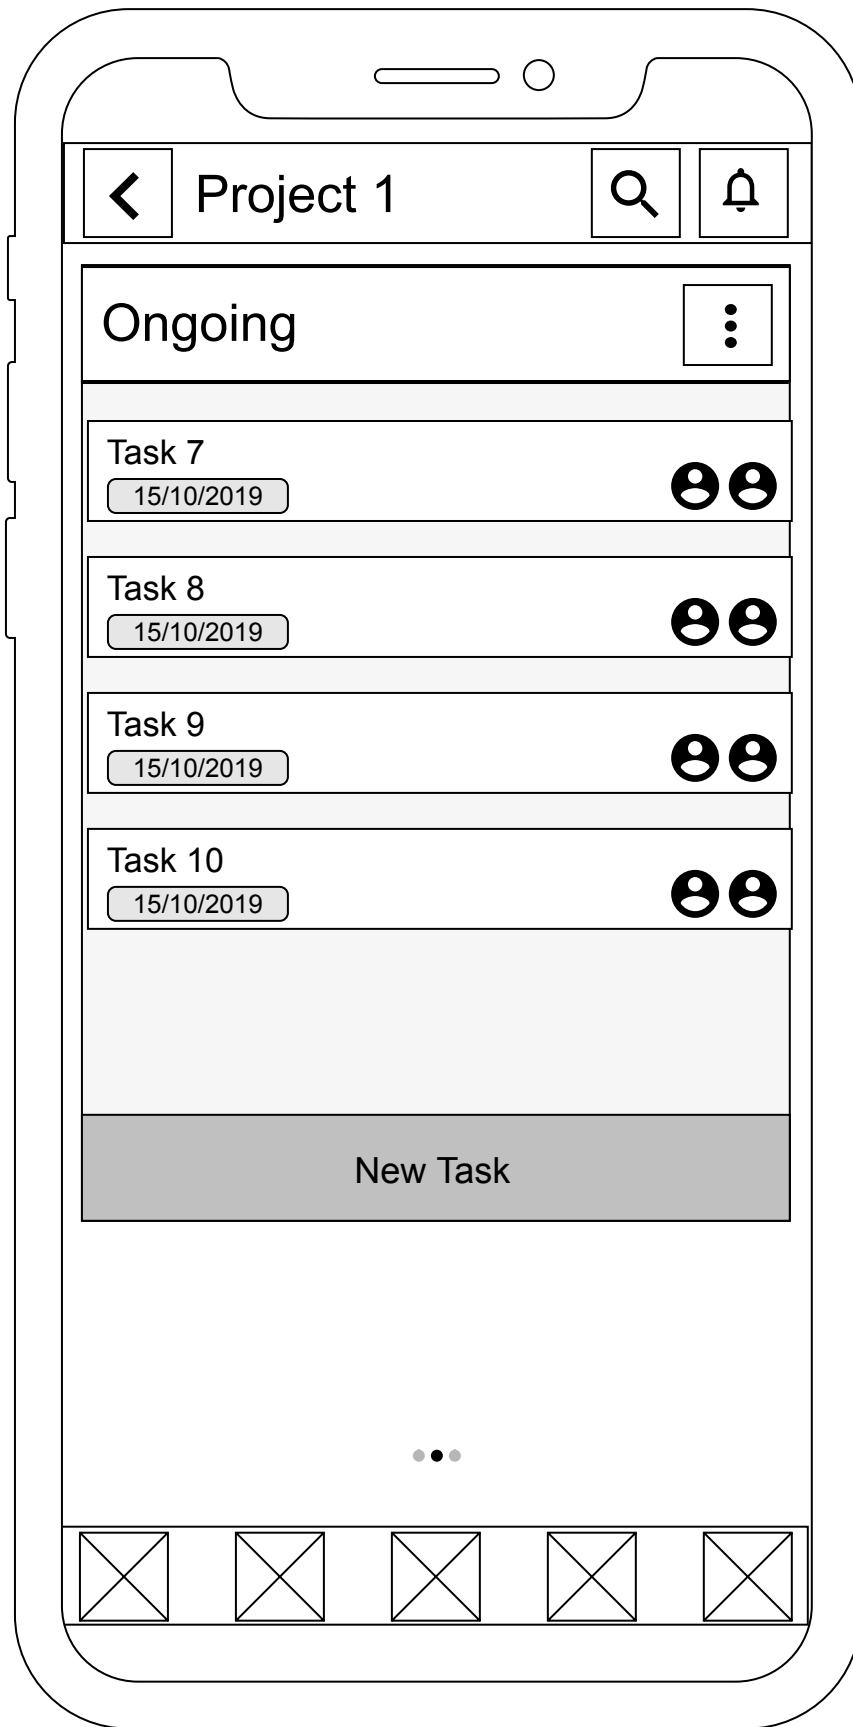 Project 1
Ongoing
Task 7
15/10/2019
Task 8
15/10/2019
Task 9
15/10/2019
Task 10
15/10/2019
New Task